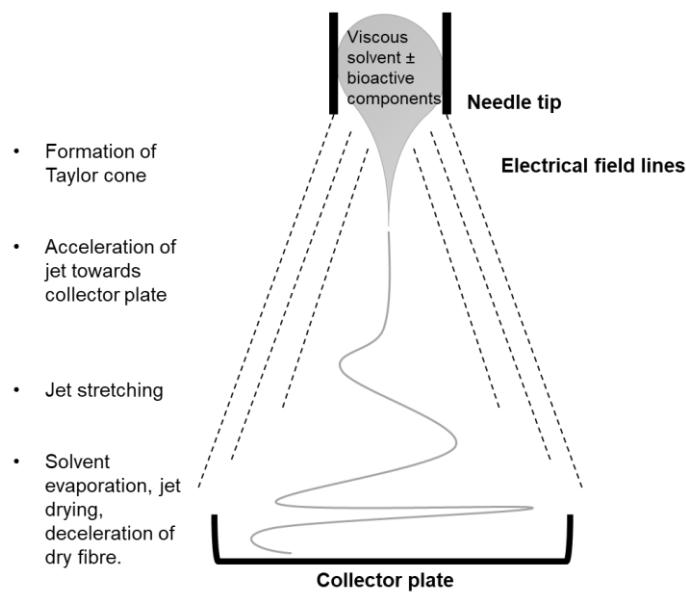 Viscous
solvent ±
bioactive
components
Needle tip
Electrical field lines
• Formation of
Taylor cone
• Acceleration of
jet towards
collector plate
• Jet stretching
• Solvent
evaporation, jet
drying,
deceleration of
dry fibre.
Collector plate